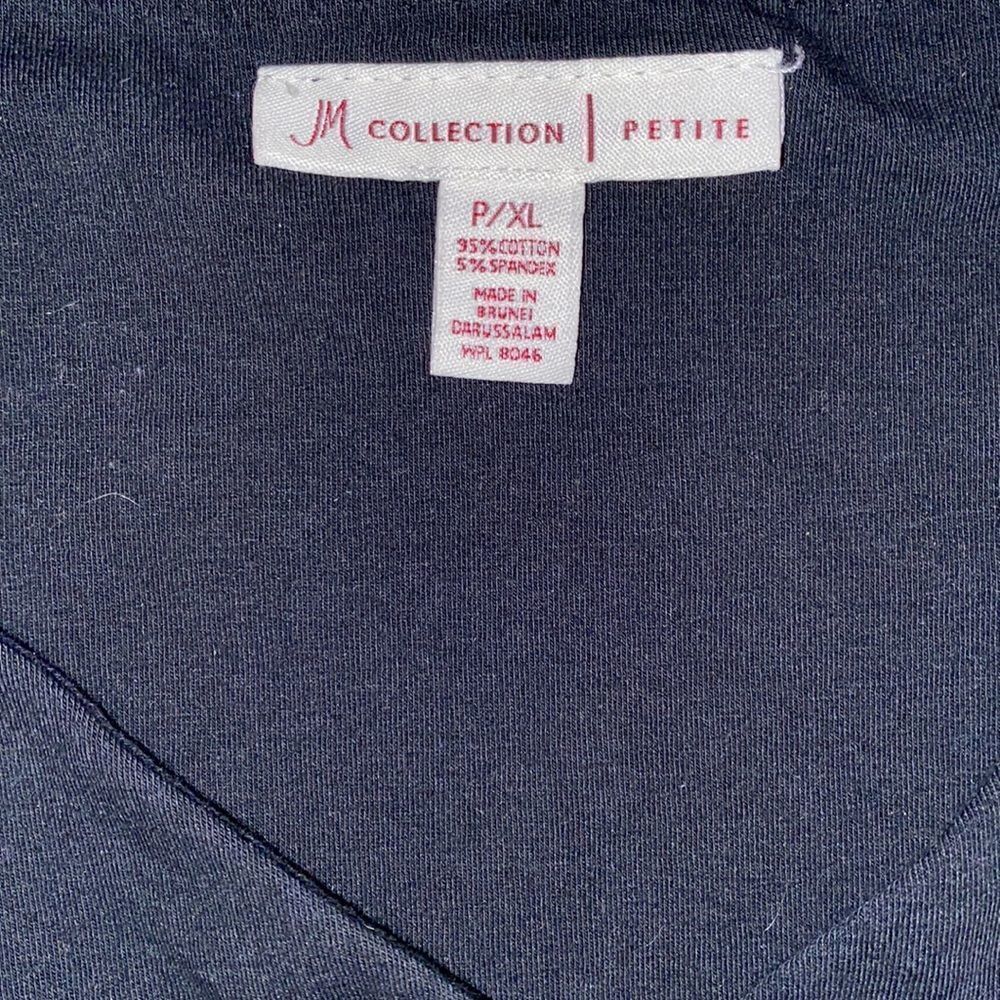 JM COLLECTION | PETITE
P/XL
95% COTTON
5% SPANDEX
MADE IN
BRUNEI
DARUSSALAM
WPL 8046